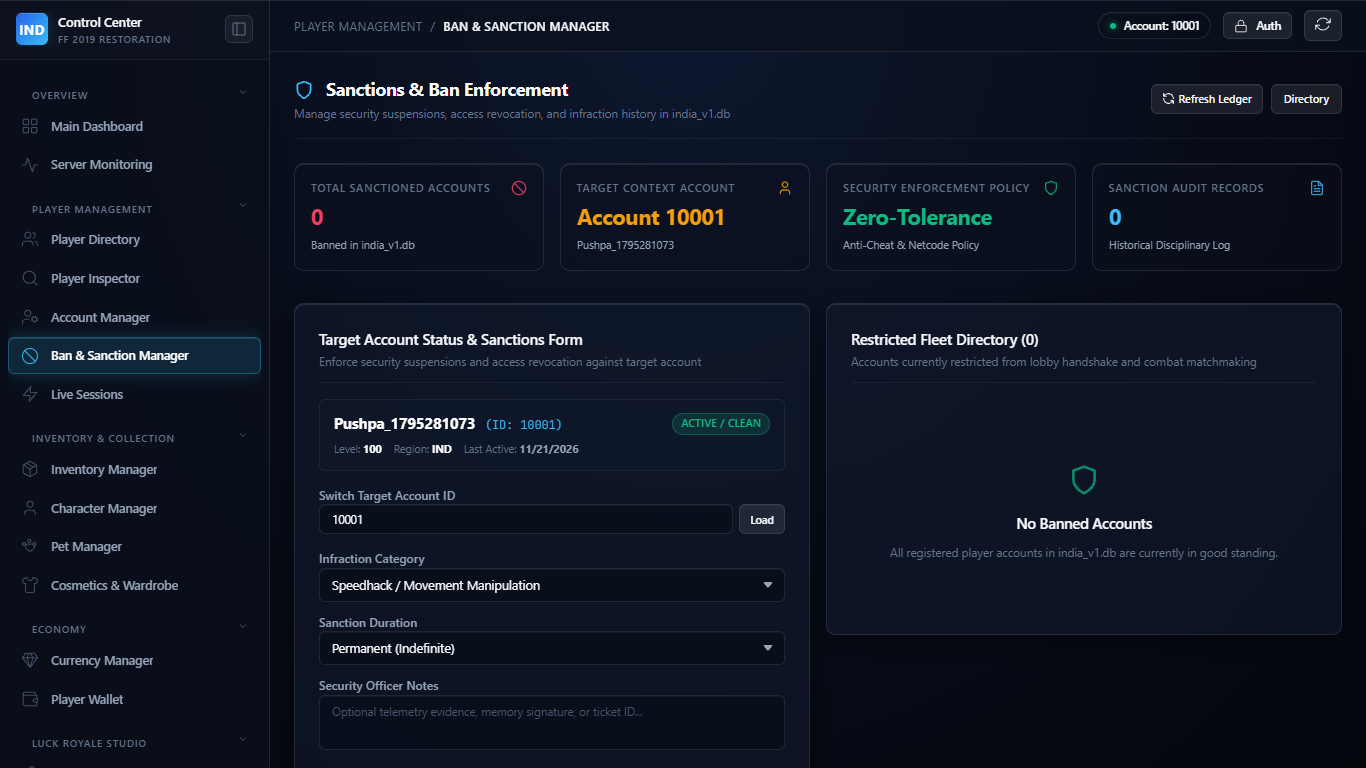 IND
Control Center
FF 2019 RESTORATION
OVERVIEW
Main Dashboard
Server Monitoring
PLAYER MANAGEMENT
Player Directory
Player Inspector
Account Manager
Ban & Sanction Manager
Live Sessions
INVENTORY & COLLECTION
Inventory Manager
Character Manager
Pet Manager
Cosmetics & Wardrobe
ECONOMY
Currency Manager
Player Wallet
LUCK ROYALE STUDIO
PLAYER MANAGEMENT / BAN & SANCTION MANAGER
Account: 10001
Auth
Sanctions & Ban Enforcement
Manage security suspensions, access revocation, and infraction history in india_v1.db
Refresh Ledger
Directory
TOTAL SANCTIONED ACCOUNTS
0
Banned in india_v1.db
TARGET CONTEXT ACCOUNT
Account 10001
Pushpa_1795281073
SECURITY ENFORCEMENT POLICY
Zero-Tolerance
Anti-Cheat & Netcode Policy
SANCTION AUDIT RECORDS
0
Historical Disciplinary Log
Target Account Status & Sanctions Form
Enforce security suspensions and access revocation against target account
Pushpa_1795281073 (ID: 10001)
ACTIVE / CLEAN
Level: 100 Region: IND Last Active: 11/21/2026
Switch Target Account ID
10001
Load
Infraction Category
Speedhack / Movement Manipulation
Sanction Duration
Permanent (Indefinite)
Security Officer Notes
Optional telemetry evidence, memory signature, or ticket ID...
Restricted Fleet Directory (0)
Accounts currently restricted from lobby handshake and combat matchmaking
No Banned Accounts
All registered player accounts in india_v1.db are currently in good standing.